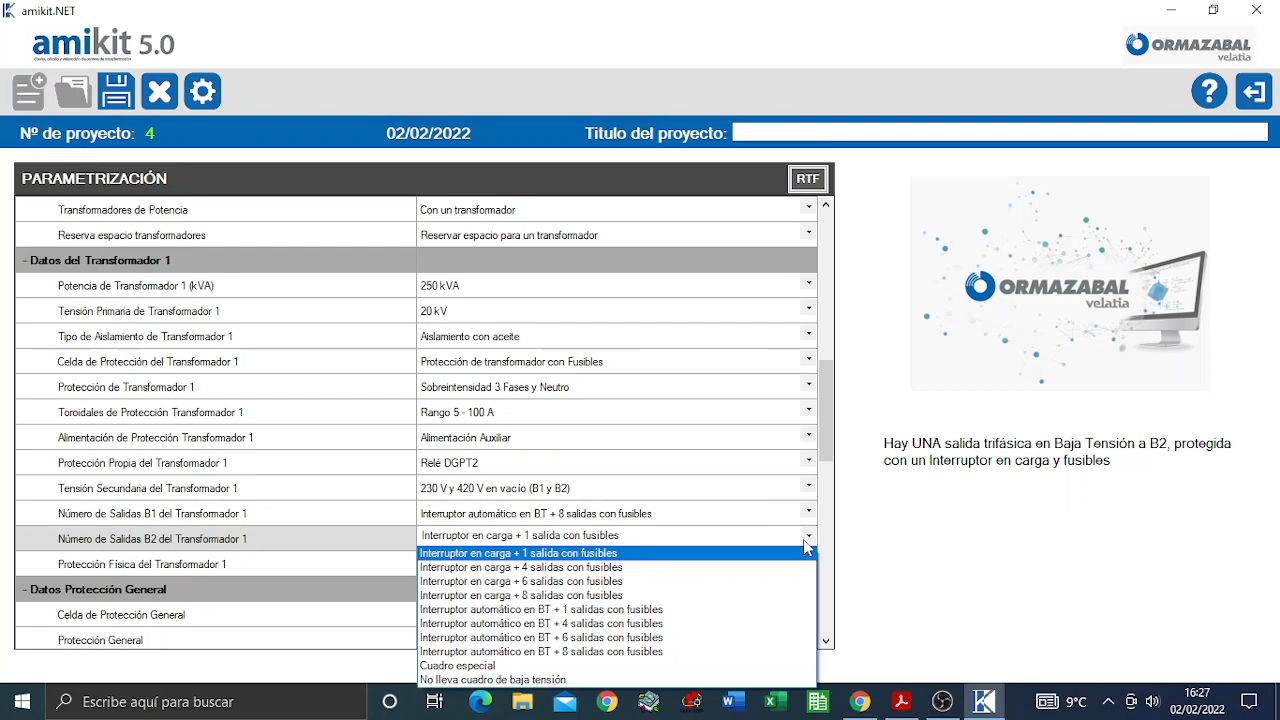 amikit.NET
amikit 5.0
ORMAZABAL
velatia
?
Nº de proyecto: 4 02/02/2022 Título del proyecto:
PARAMETRIZACIÓN RTF
Transformadores de Potencia Con un transformador
Reserva espacio transformadores Reservar espacio para un transformador
- Datos del Transformador 1
Potencia de Transformador 1 (kVA) 250 kVA
Tensión Primaria de Transformador 1 20 kV
Tipo de Aislamiento de Transformador 1 Aislamiento con aceite
Celda de Protección del Transformador 1 Protección de transformador con Fusibles
Protección de Transformador 1 Sobreintensidad 3 Fases y Neutro
Toroidales de Protección Transformador 1 Rango 5 - 100 A
Alimentación de Protección Transformador 1 Alimentación Auxiliar
Protección Propia del Transformador 1 Relé DGPT2
Tensión Secundaria del Transformador 1 230 V y 420 V en vacío (B1 y B2)
Número de Salidas B1 del Transformador 1 Interruptor automático en BT + 8 salidas con fusibles
Número de Salidas B2 del Transformador 1 Interruptor en carga + 1 salida con fusibles
Protección Física del Transformador 1
- Datos Protección General
Celda de Protección General
Protección General
Interruptor en carga + 1 salida con fusibles
Interruptor en carga + 4 salidas con fusibles
Interruptor en carga + 6 salidas con fusibles
Interruptor en carga + 8 salidas con fusibles
Interruptor automático en BT + 1 salidas con fusibles
Interruptor automático en BT + 4 salidas con fusibles
Interruptor automático en BT + 6 salidas con fusibles
Interruptor automático en BT + 8 salidas con fusibles
Cuadro especial
No lleva cuadro de baja tensión
ORMAZABAL
velatia
Hay UNA salida trifásica en Baja Tensión a B2, protegida
con un Interruptor en carga y fusibles
Escribe aquí para buscar
9°C
16:27
02/02/2022